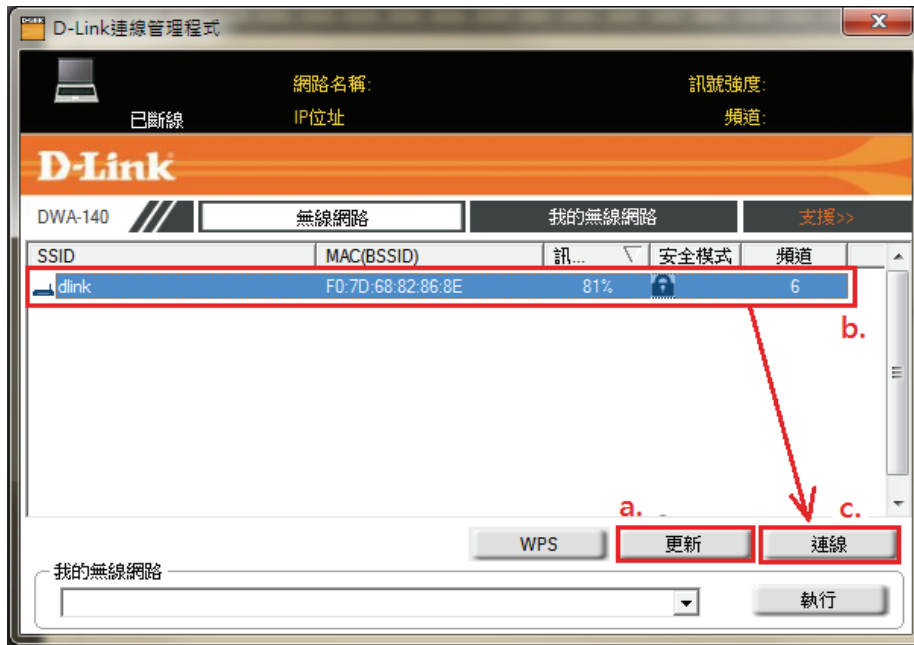 D-Link連線管理程式
網路名稱: 訊號強度:
已斷線 IP位址 頻道:
D-Link
DWA-140 無線網路 我的無線網路 支援>>
SSID MAC(BSSID) 訊... 安全模式 頻道
dlink F0:7D:68:82:86:8E 81% 6
b.
a. c.
WPS 更新 連線
我的無線網路
執行